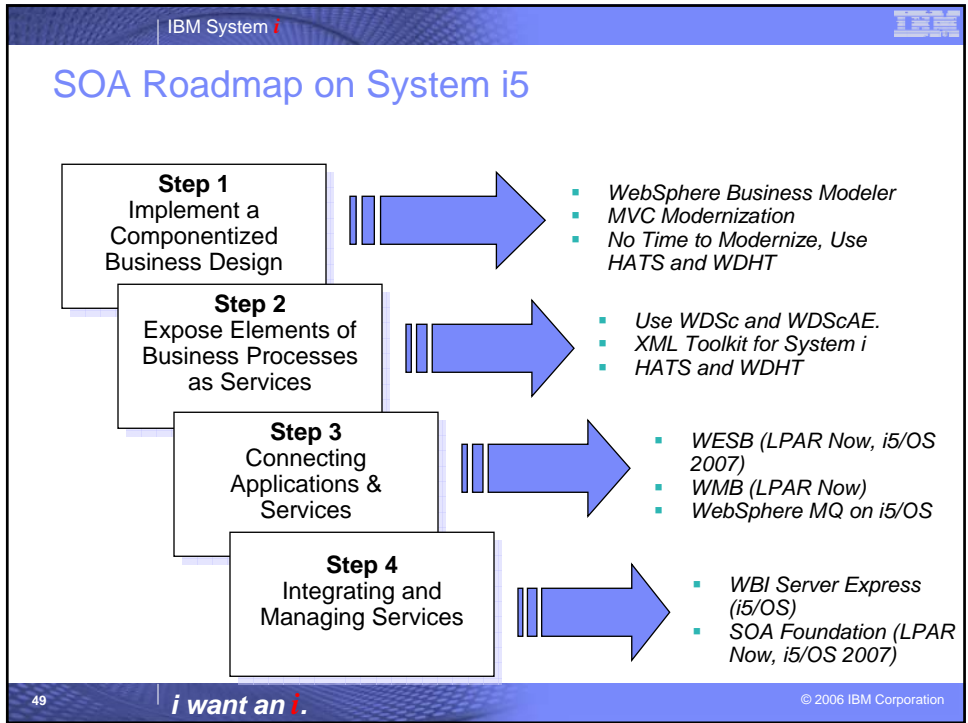 IBM System i
IBM
SOA Roadmap on System i5
Step 1
Implement a
Componentized
Business Design
WebSphere Business Modeler
MVC Modernization
No Time to Modernize, Use
HATS and WDHT
Step 2
Expose Elements of
Business Processes
as Services
Use WDSc and WDScAE.
XML Toolkit for System i
HATS and WDHT
Step 3
Connecting
Applications &
Services
WESB (LPAR Now, i5/OS
2007)
WMB (LPAR Now)
WebSphere MQ on i5/OS
Step 4
Integrating and
Managing Services
WBI Server Express
(i5/OS)
SOA Foundation (LPAR
Now, i5/OS 2007)
49
i want an i.
© 2006 IBM Corporation